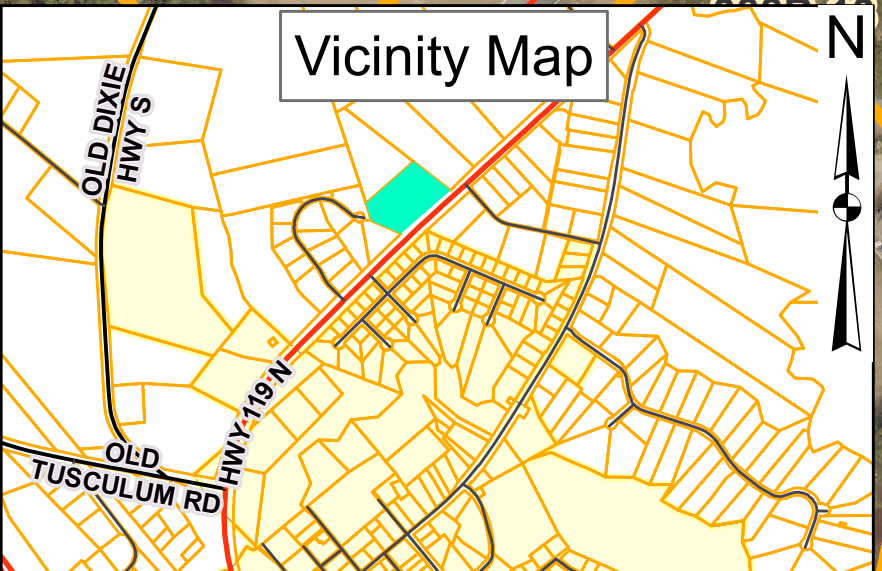 Vicinity Map
N
OLD DIXIE
HWY S
HWY 119 N
OLD
TUSCULUM RD